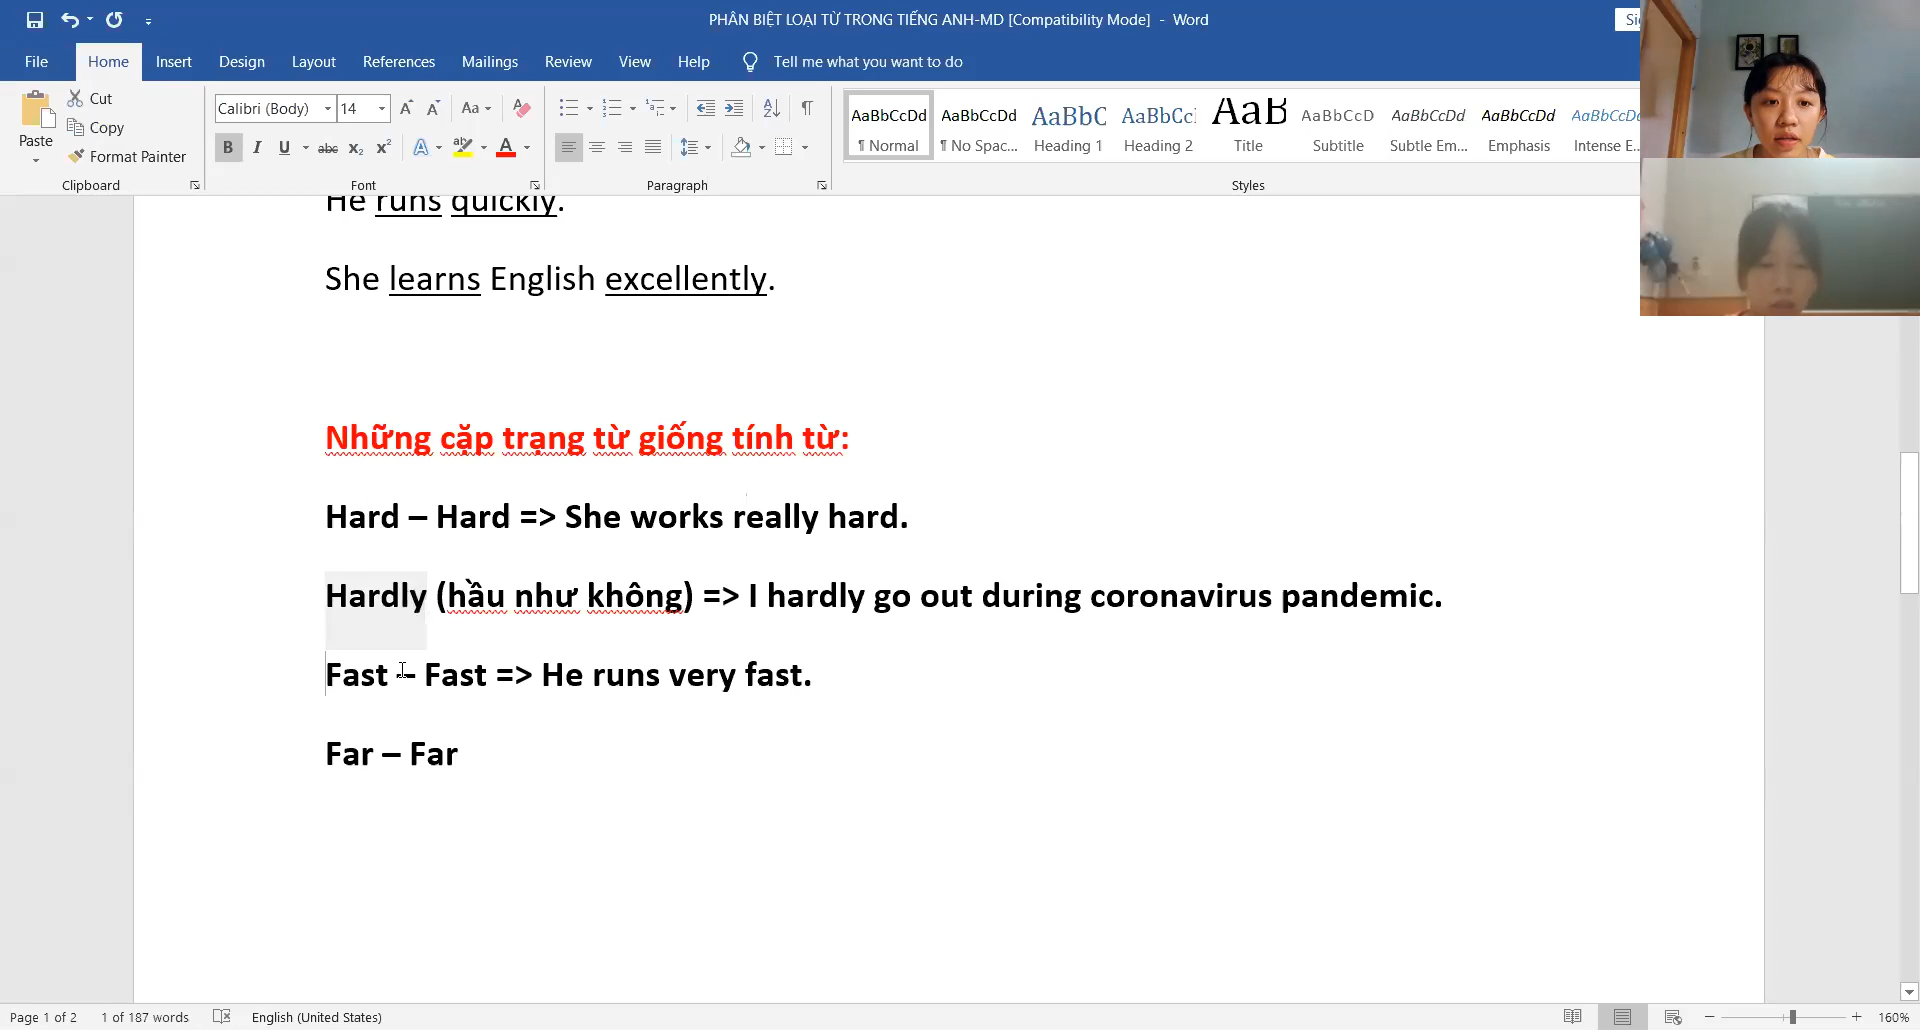 PHÂN BIỆT LOẠI TỪ TRONG TIẾNG ANH-MD [Compatibility Mode] - Word
File Home Insert Design Layout References Mailings Review View Help Tell me what you want to do
Paste
Cut
Copy
Format Painter
Clipboard
Calibri (Body) 14
Font
Paragraph
AaBbCcDd AaBbCcDd AaBbC AaBbCcI AaB AaBbCcD AaBbCcDd AaBbCcDd AaBbCcDc
¶ Normal ¶ No Spac... Heading 1 Heading 2 Title Subtitle Subtle Em... Emphasis Intense E...
Styles
He runs quickly.
She learns English excellently.
Những cặp trạng từ giống tính từ:
Hard – Hard => She works really hard.
Hardly (hầu như không) => I hardly go out during coronavirus pandemic.
Fast – Fast => He runs very fast.
Far – Far
Page 1 of 2 1 of 187 words English (United States) 160%